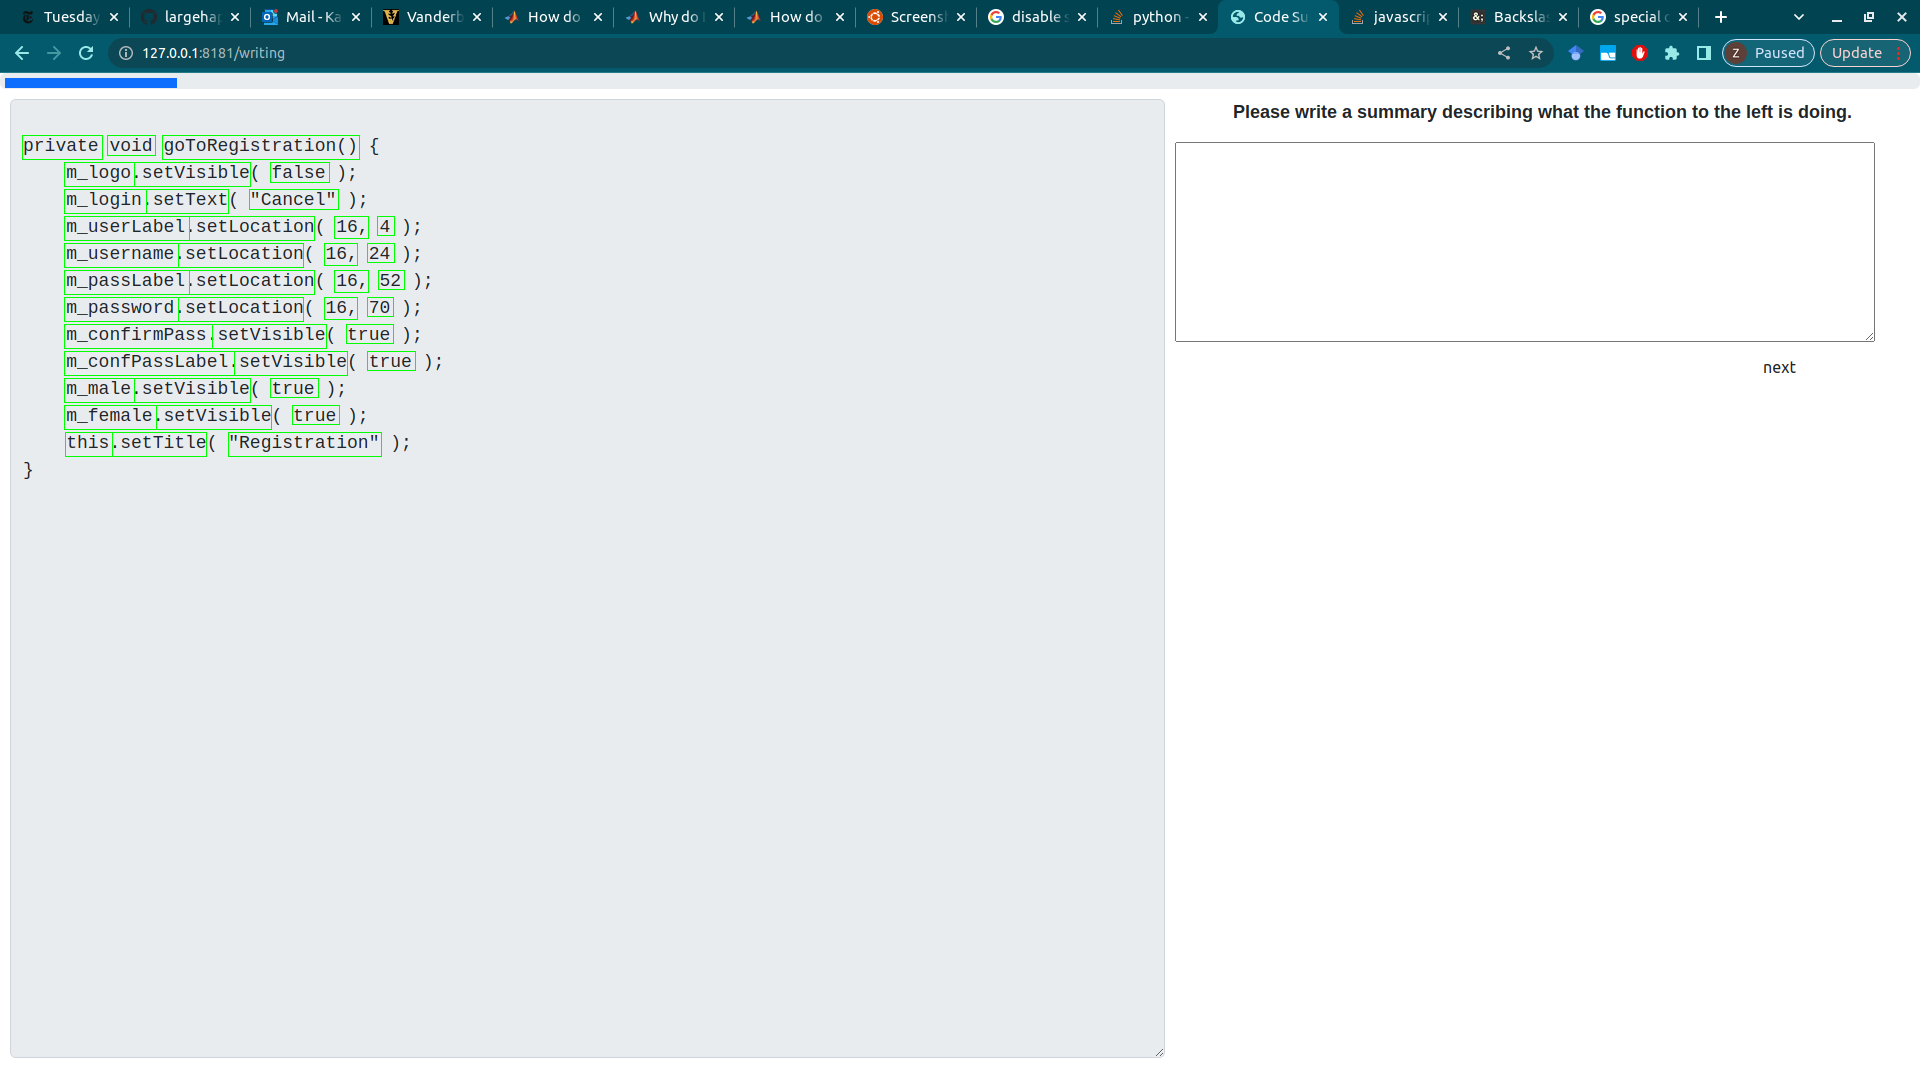 Tuesday
largehap
Mail - Ka
Vanderb
How do
Why do
How do
Screens
disable s
python -
Code Su
javascrip
Backsla
special c
127.0.0.1:8181/writing
Z Paused
Update
private void goToRegistration() {
m_logo.setVisible( false );
m_login.setText( "Cancel" );
m_userLabel.setLocation( 16, 4 );
m_username.setLocation( 16, 24 );
m_passLabel.setLocation( 16, 52 );
m_password.setLocation( 16, 70 );
m_confirmPass.setVisible( true );
m_confPassLabel.setVisible( true );
m_male.setVisible( true );
m_female.setVisible( true );
this.setTitle( "Registration" );
}
Please write a summary describing what the function to the left is doing.
next